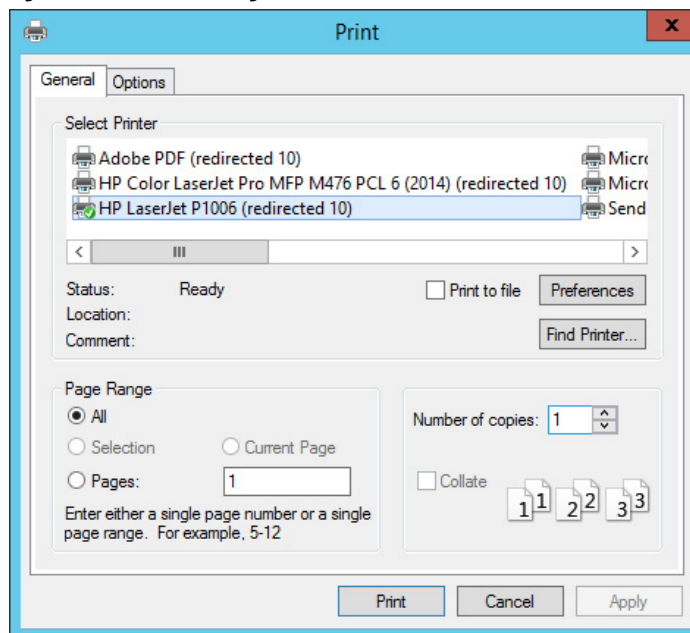 Print
x
General Options
Select Printer
Adobe PDF (redirected 10) Micro
HP Color LaserJet Pro MFP M476 PCL 6 (2014) (redirected 10) Micro
HP LaserJet P1006 (redirected 10) Send
Status: Ready
Print to file Preferences
Location:
Comment:
Find Printer...
Page Range
All
Number of copies: 1
Selection Current Page
Pages: 1
Collate
1 1 2 2 3 3
Enter either a single page number or a single
page range. For example, 5-12
Print Cancel Apply